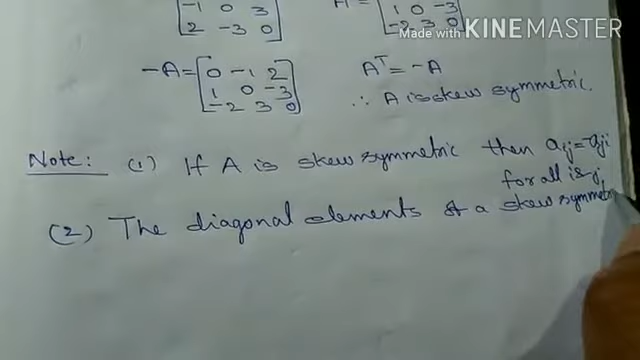 -1 0 3
2 -3 0
1 0 -3
-2 3 0
Made with KINEMASTER
-A = [0 -1 2
1 0 -3
-2 3 0]
Aᵀ = -A
∴ A is skew symmetric.
Note: (1) If A is skew symmetric then aij = -aji
for all i & j
(2) The diagonal elements of a skew symmetric